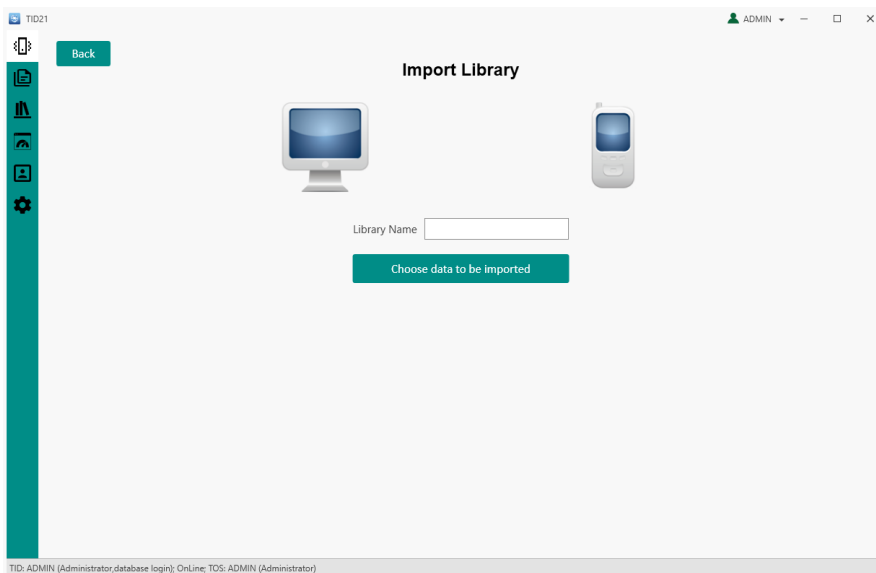 TID21
ADMIN
Back
Import Library
Library Name
Choose data to be imported
TID: ADMIN (Administrator,database login); OnLine; TOS: ADMIN (Administrator)